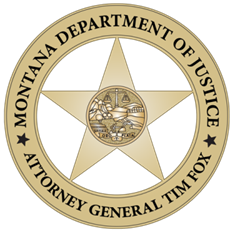 MONTANA DEPARTMENT OF JUSTICE
ATTORNEY GENERAL TIM FOX